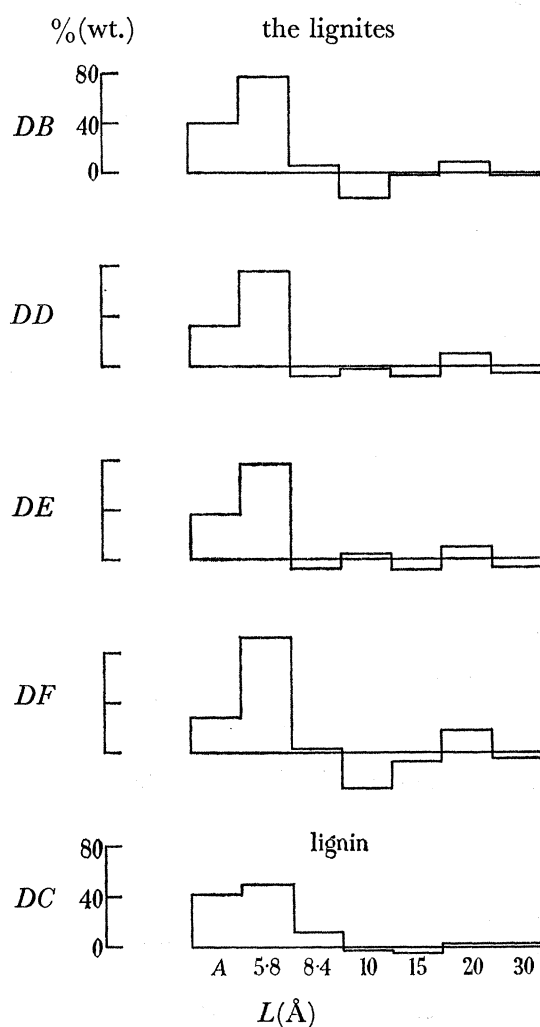 %(wt.) the lignites
80
DB 40
0
DD
DE
DF
lignin
80
DC 40
0
A 5·8 8·4 10 15 20 30
L(Å)